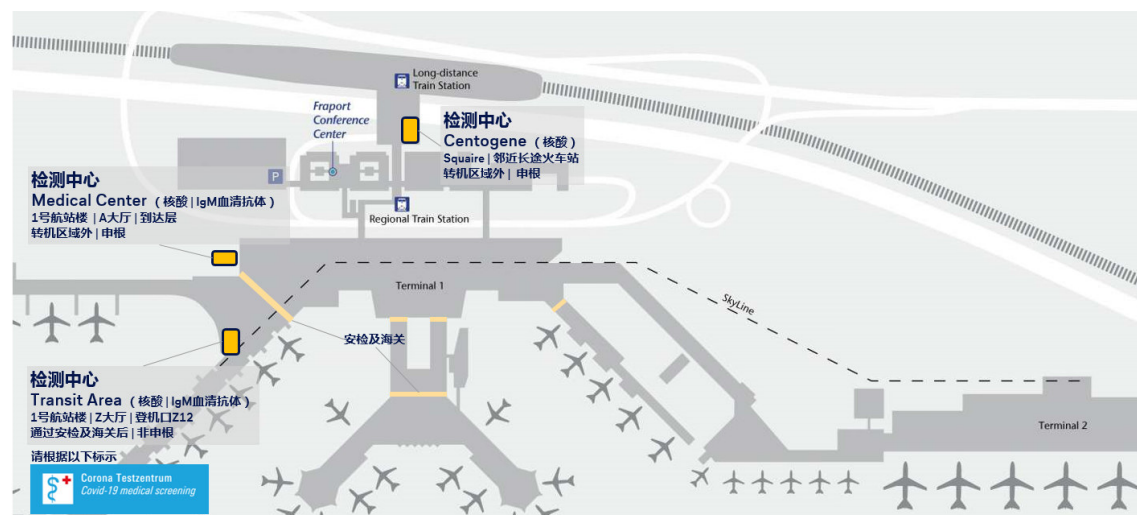 Long-distance
Train Station
Fraport
Conference
Center
检测中心
Centogene （核酸）
Squaire | 邻近长途火车站
转机区域外 | 申根
P
检测中心
Medical Center （核酸 | IgM血清抗体）
1号航站楼 | A大厅 | 到达层
转机区域外 | 申根
Regional Train Station
Terminal 1
SkyLine
安检及海关
检测中心
Transit Area （核酸 | IgM血清抗体）
1号航站楼 | Z大厅 | 登机口Z12
通过安检及海关后 | 非申根
Terminal 2
请根据以下标示
Corona Testzentrum
Covid-19 medical screening